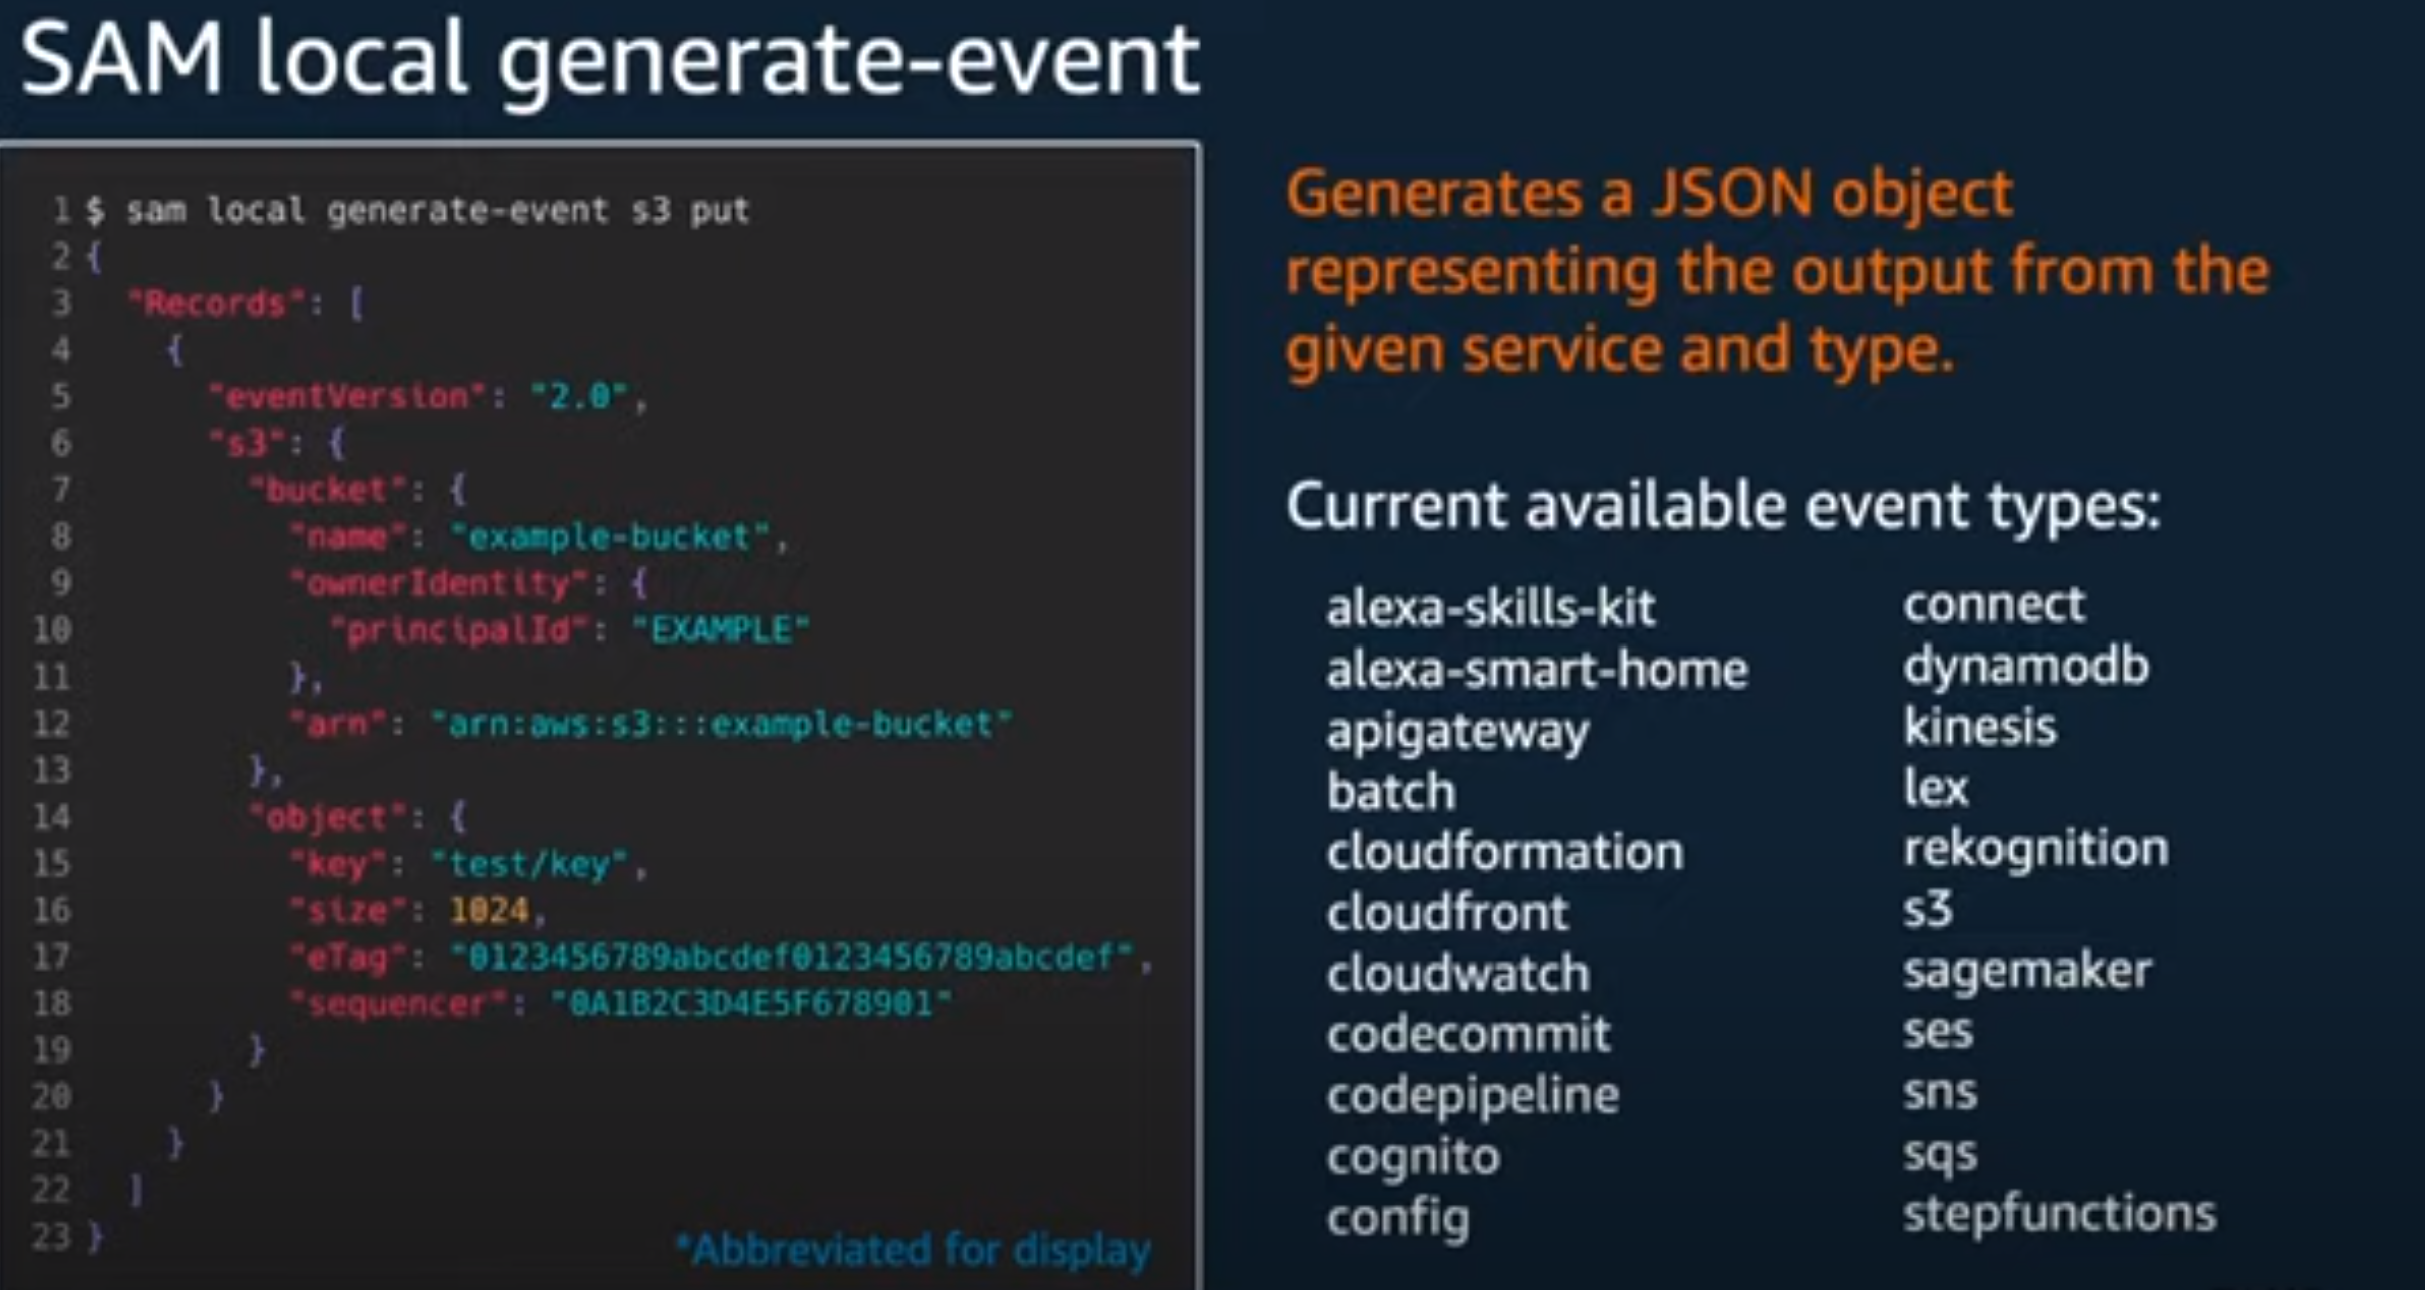 SAM local generate-event
1 $ sam local generate-event s3 put
2 {
3 "Records": [
4 {
5 "eventVersion": "2.0",
6 "s3": {
7 "bucket": {
8 "name": "example-bucket",
9 "ownerIdentity": {
10 "principalId": "EXAMPLE"
11 },
12 "arn": "arn:aws:s3:::example-bucket"
13 },
14 "object": {
15 "key": "test/key",
16 "size": 1024,
17 "eTag": "0123456789abcdef0123456789abcdef",
18 "sequencer": "0A1B2C3D4E5F678901"
19 }
20 }
21 }
22 ]
23 }
*Abbreviated for display
Generates a JSON object
representing the output from the
given service and type.
Current available event types:
alexa-skills-kit
alexa-smart-home
apigateway
batch
cloudformation
cloudfront
cloudwatch
codecommit
codepipeline
cognito
config
connect
dynamodb
kinesis
lex
rekognition
s3
sagemaker
ses
sns
sqs
stepfunctions